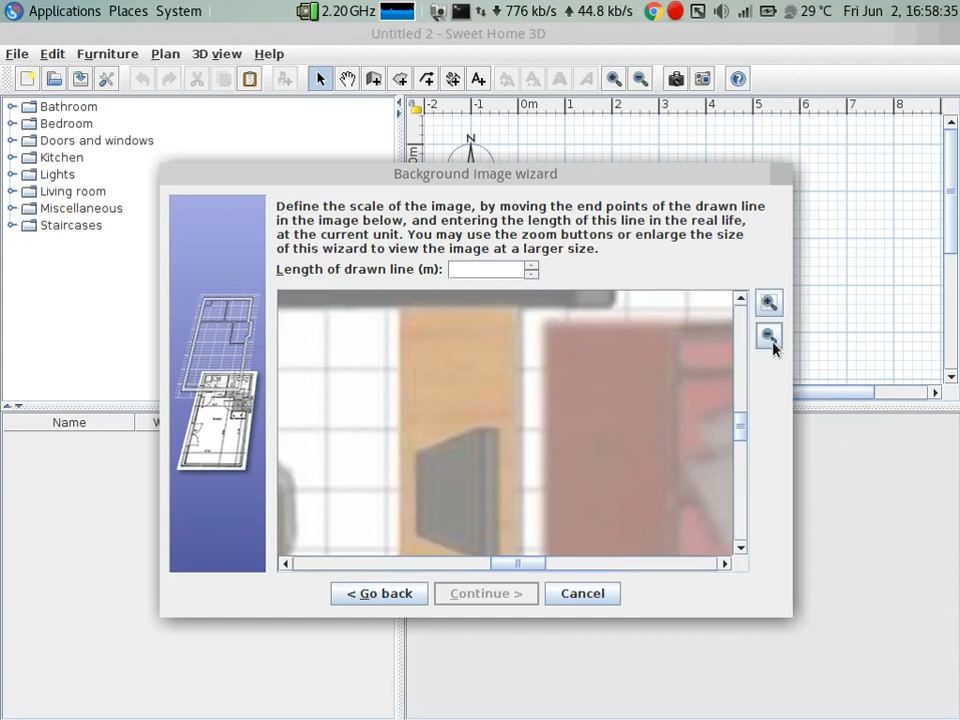 Applications Places System 2.20 GHz 776 kb/s 44.8 kb/s 29 °C Fri Jun 2, 16:58:35
Untitled 2 - Sweet Home 3D
File Edit Furniture Plan 3D view Help
Bathroom
Bedroom
Doors and windows
Kitchen
Lights
Living room
Miscellaneous
Staircases
-2 -1 0m 1 2 3 4 5 6 7 8
0m
N
Name W
Background image wizard
Define the scale of the image, by moving the end points of the drawn line
in the image below, and entering the length of this line in the real life,
at the current unit. You may use the zoom buttons or enlarge the size
of this wizard to view the image at a larger size.
Length of drawn line (m):
< Go back Continue > Cancel